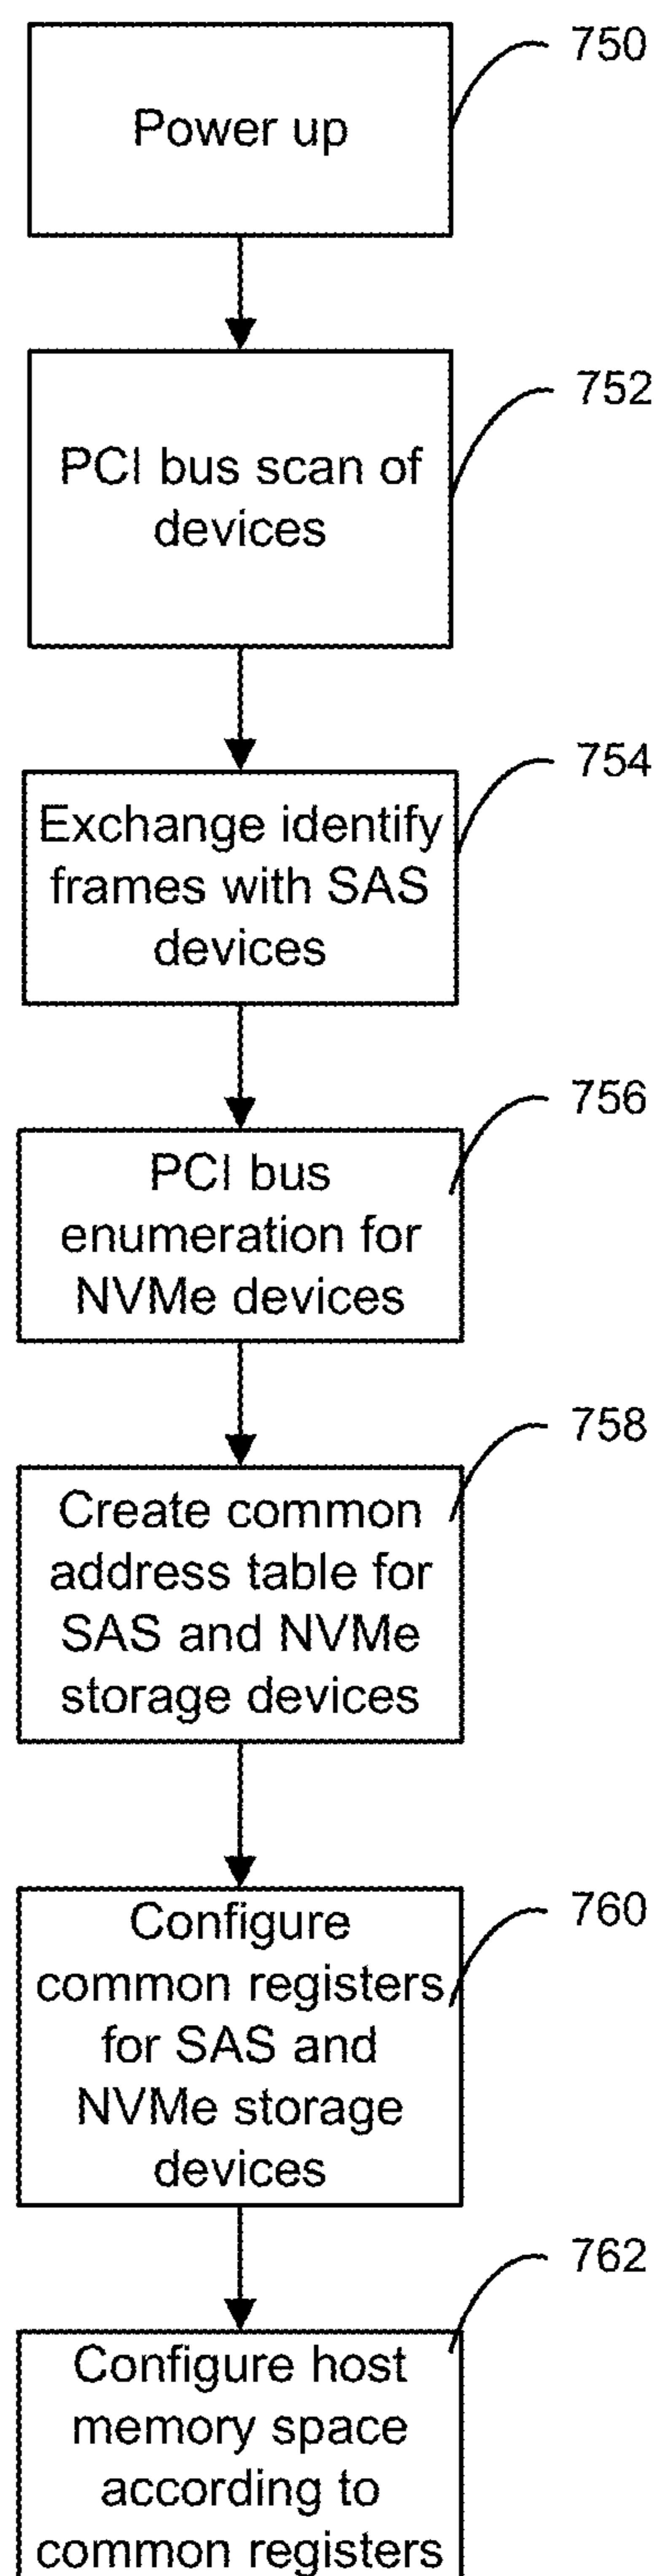 750
Power up
752
PCI bus scan of
devices
754
Exchange identify
frames with SAS
devices
756
PCI bus
enumeration for
NVMe devices
758
Create common
address table for
SAS and NVMe
storage devices
760
Configure
common registers
for SAS and
NVMe storage
devices
762
Configure host
memory space
according to
common registers